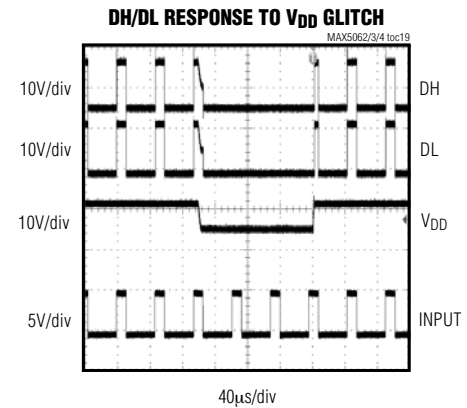 DH/DL RESPONSE TO VDD GLITCH
MAX5062/3/4 toc19
10V/div
DH
10V/div
DL
10V/div
VDD
5V/div
INPUT
40μs/div